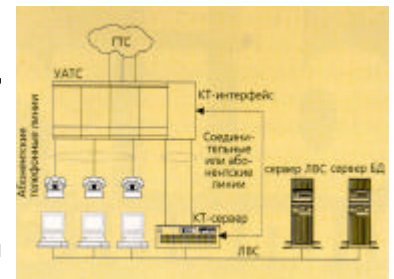 ГТС
УАТС
КТ-интерфейс
Абонентские
телефонные линии
Соедини-
тельные
или або-
нентские
линии
сервер ЛВС сервер БД
КТ-сервер
ЛВС